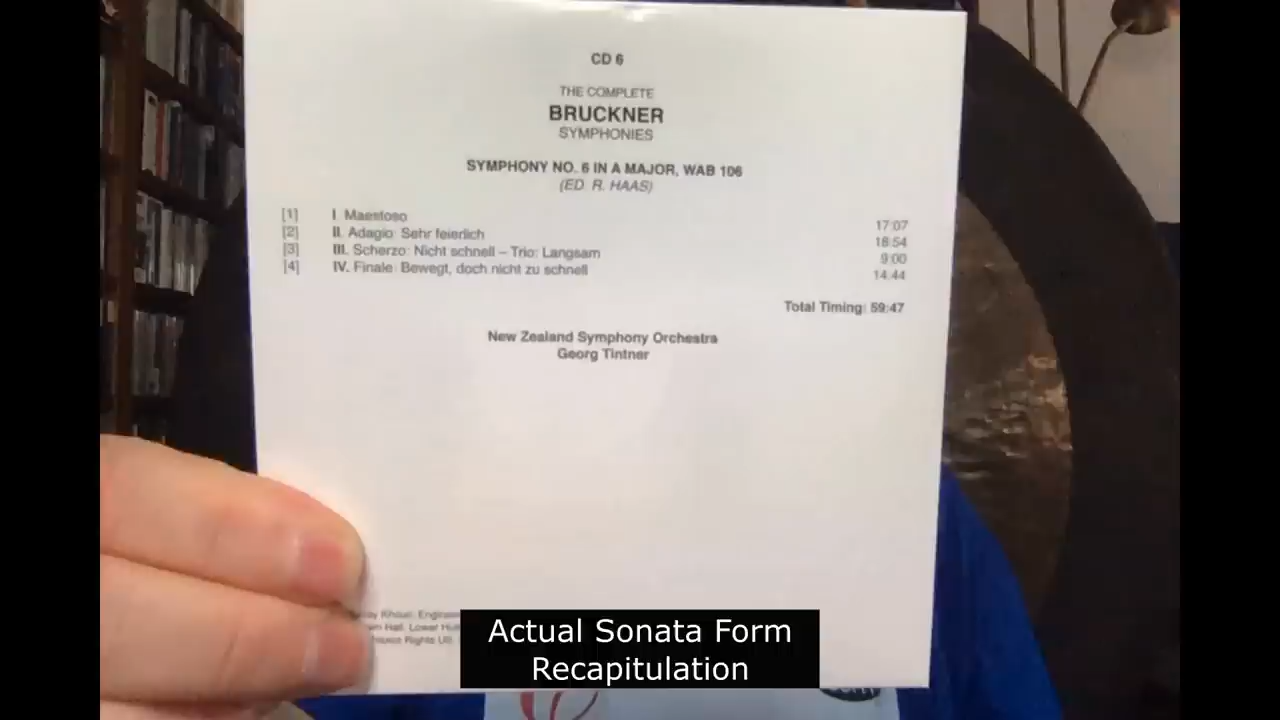 CD 6
THE COMPLETE
BRUCKNER
SYMPHONIES
SYMPHONY NO. 6 IN A MAJOR, WAB 106
(ED. R. HAAS)
[1] I. Maestoso 17:07
[2] II. Adagio: Sehr feierlich 18:54
[3] III. Scherzo: Nicht schnell – Trio: Langsam 9:00
[4] IV. Finale: Bewegt, doch nicht zu schnell 14:44
Total Timing: 59:47
New Zealand Symphony Orchestra
Georg Tintner
Hall, Lower
Rights
Actual Sonata Form
Recapitulation